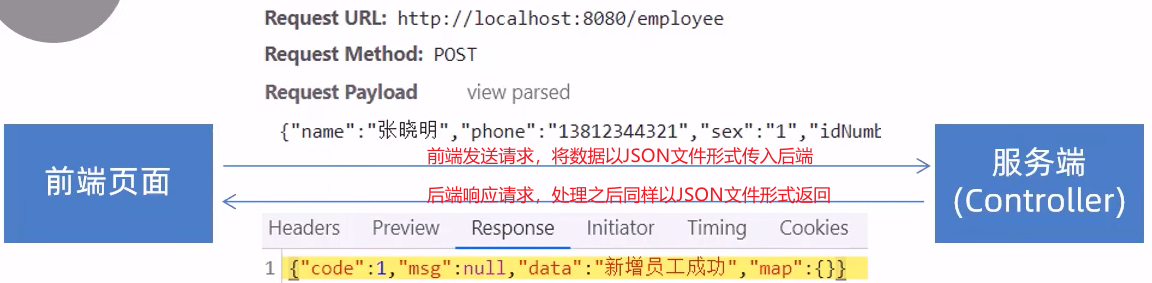 Request URL: http://localhost:8080/employee
Request Method: POST
Request Payload view parsed
{"name":"张晓明","phone":"13812344321","sex":"1","idNumb
前端发送请求，将数据以JSON文件形式传入后端
前端页面
服务端
(Controller)
后端响应请求，处理之后同样以JSON文件形式返回
Headers Preview Response Initiator Timing Cookies
1 {"code":1,"msg":null,"data":"新增员工成功","map":{}}